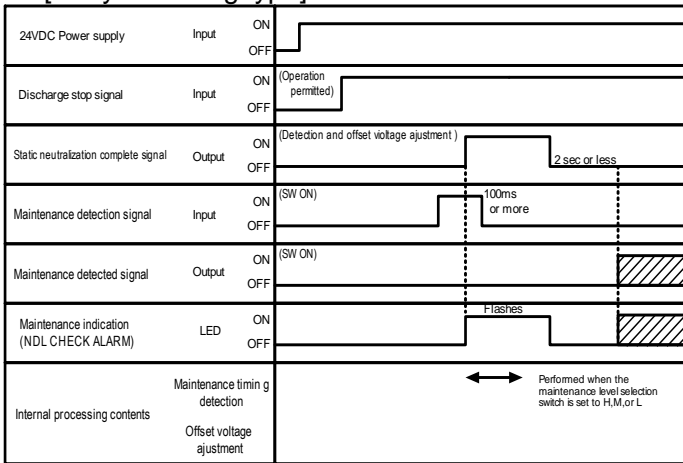 24VDC Power supply Input ON
OFF
Discharge stop signal Input ON
OFF
(Operation
permitted)
Static neutralization complete signal Output ON
OFF
(Detection and offset viotage ajustment )
2 sec or less
Maintenance detection signal Input ON
OFF
(SW ON)
100ms
or more
Maintenance detected signal Output ON
OFF
(SW ON)
Maintenance indication
(NDL CHECK ALARM)
LED ON
OFF
Flashes
Internal processing contents
Maintenance timin g
detection
Offset voltage
ajustment
Performed when the
maintenance level selection
switch is set to H,M,or L